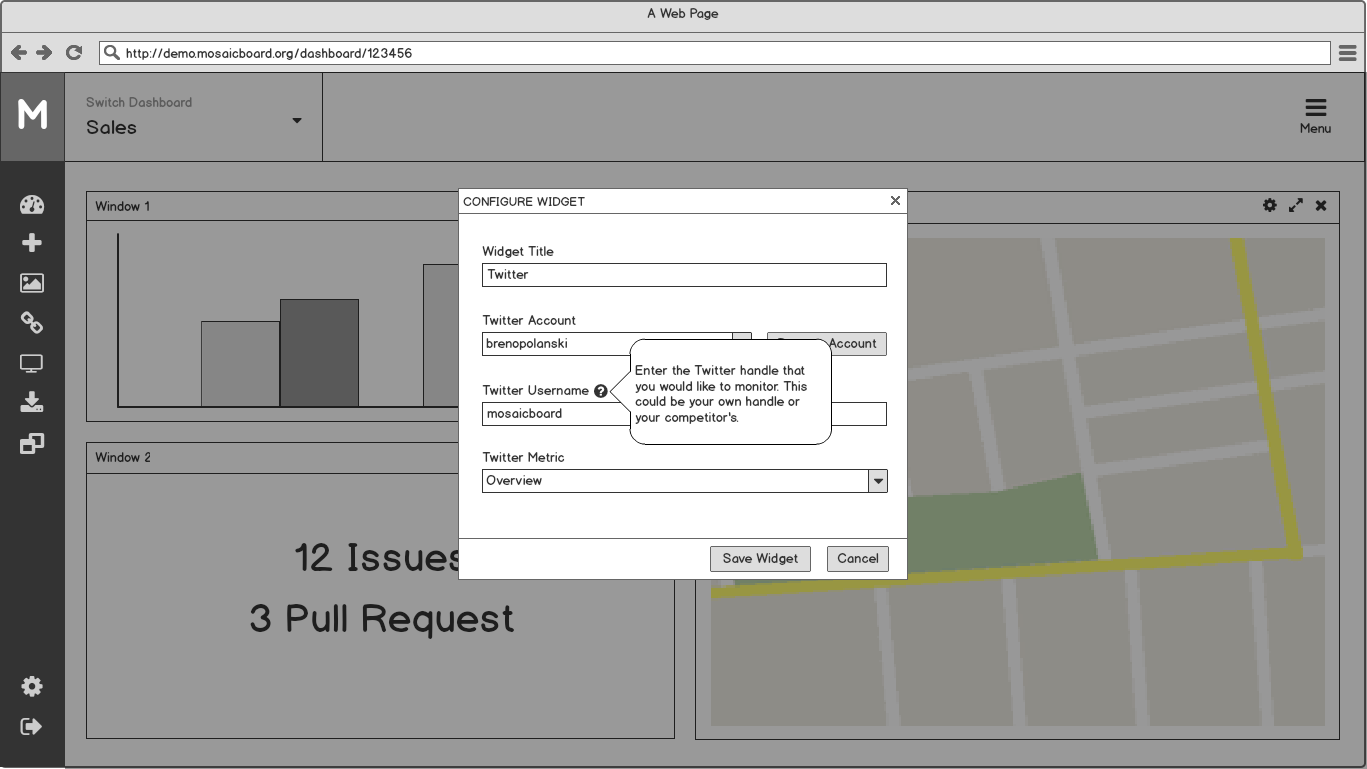 A Web Page
http://demo.mosaicboard.org/dashboard/123456
M
Switch Dashboard
Sales
Menu
Window 1
CONFIGURE WIDGET
Widget Title
Twitter
Twitter Account
brenopolanski
Account
Enter the Twitter handle that
you would like to monitor. This
could be your own handle or
your competitor's.
Twitter Username ?
mosaicboard
Twitter Metric
Overview
Window 2
12 Issues
3 Pull Request
Save Widget
Cancel